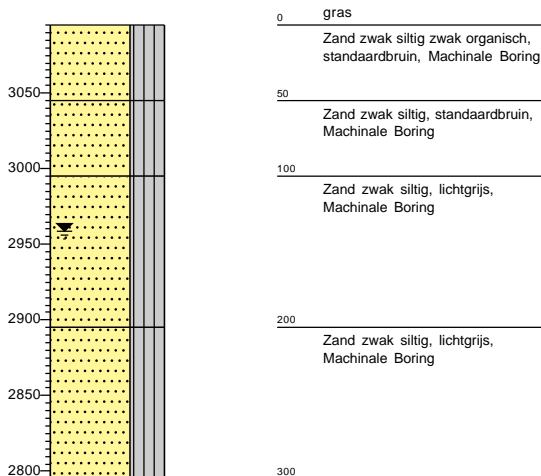 0 gras
Zand zwak siltig zwak organisch,
standaardbruin, Machinale Boring
3050
50
Zand zwak siltig, standaardbruin,
Machinale Boring
3000
100
Zand zwak siltig, lichtgrijs,
Machinale Boring
2950
2900
200
Zand zwak siltig, lichtgrijs,
Machinale Boring
2850
2800
300